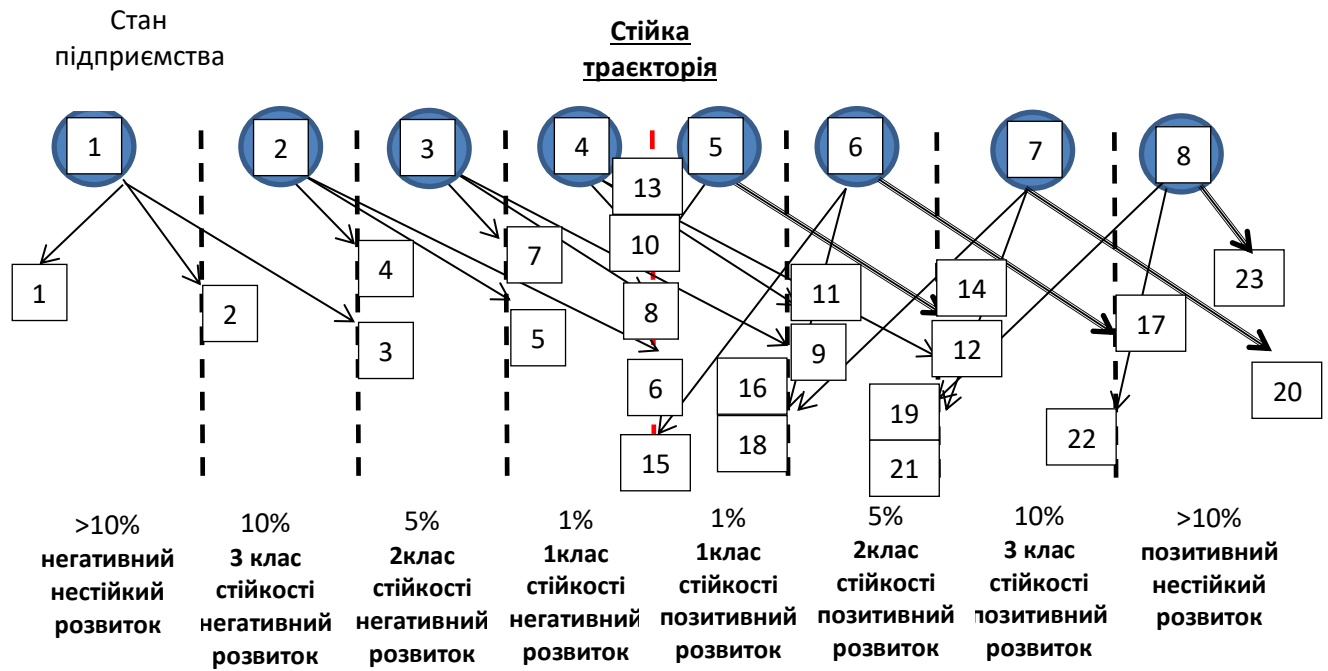 Стан
підприємства
Стійка
траєкторія
1
2
3
4
5
6
7
8
13
10
1
2
4
3
7
5
8
6
15
11
9
16
18
14
12
19
21
17
22
23
20
>10%
негативний
нестійкий
розвиток
10%
3 клас
стійкості
негативний
розвиток
5%
2клас
стійкості
негативний
розвиток
1%
1клас
стійкості
негативний
розвиток
1%
1клас
стійкості
позитивний
розвиток
5%
2клас
стійкості
позитивний
розвиток
10%
3 клас
стійкості
позитивний
розвиток
>10%
позитивний
нестійкий
розвиток